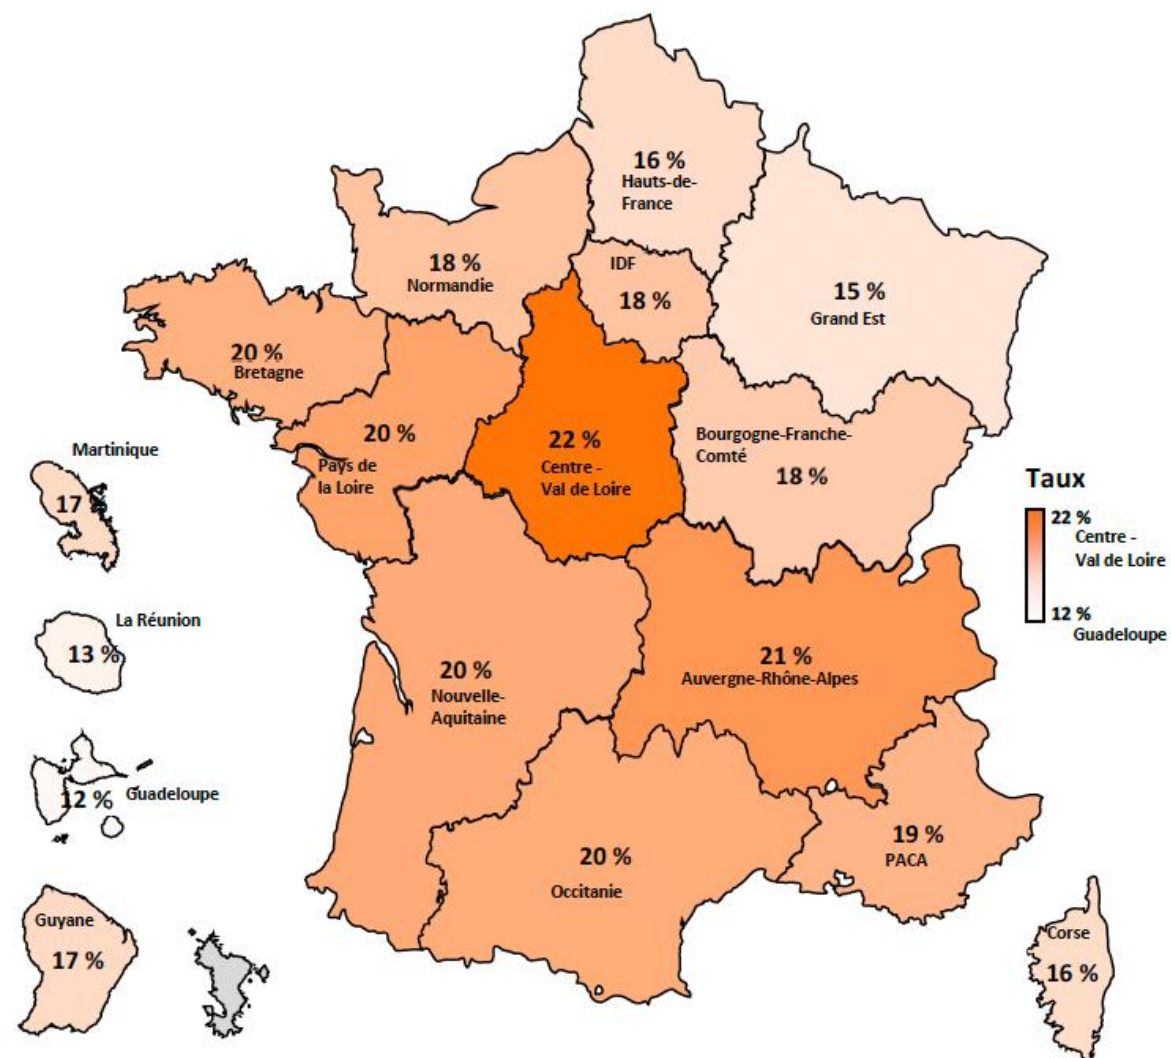 16 %
Hauts-de-
France
18 %
Normandie
IDF
18 %
15 %
Grand Est
20 %
Bretagne
20 %
Pays de
la Loire
22 %
Centre -
Val de Loire
Bourgogne-Franche-
Comté
18 %
Martinique
17 %
La Réunion
13 %
12 %
Guadeloupe
Guyane
17 %
20 %
Nouvelle-
Aquitaine
21 %
Auvergne-Rhône-Alpes
20 %
Occitanie
19 %
PACA
Corse
16 %
Taux
22 %
Centre -
Val de Loire
12 %
Guadeloupe